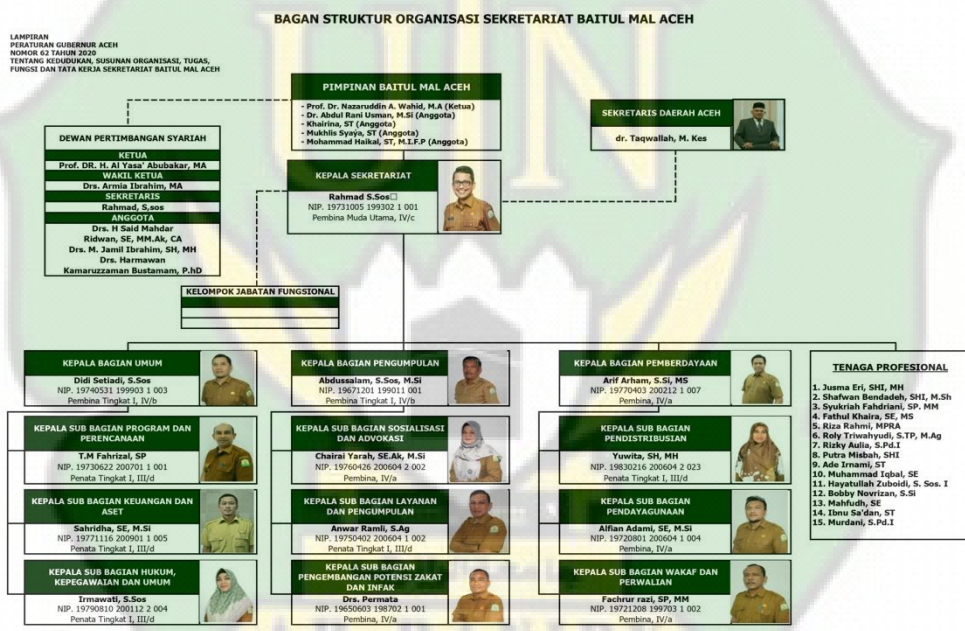 BAGAN STRUKTUR ORGANISASI SEKRETARIAT BAITUL MAL ACEH
LAMPIRAN
PERATURAN GUBERNUR ACEH
NOMOR 62 TAHUN 2020
TENTANG KEDUDUKAN, SUSUNAN ORGANISASI, TUGAS,
FUNGSI DAN TATA KERJA SEKRETARIAT BAITUL MAL ACEH
PIMPINAN BAITUL MAL ACEH
- Prof. Dr. Nazaruddin A. Wahid, M.A (Ketua)
- Dr. Abdul Rani Usman, M.Si (Anggota)
- Khairina, ST (Anggota)
- Mukhlis Syaýa, ST (Anggota)
- Mohammad Haikal, ST, M.I.F.P (Anggota)
SEKRETARIS DAERAH ACEH
dr. Taqwallah, M. Kes
DEWAN PERTIMBANGAN SYARIAH
KETUA
Prof. DR. H. Al Yasa' Abubakar, MA
WAKIL KETUA
Drs. Armia Ibrahim, MA
SEKRETARIS
Rahmad, S,sos
ANGGOTA
Drs. H Said Mahdar
Ridwan, SE, MM.Ak, CA
Drs. M. Jamil Ibrahim, SH, MH
Drs. Harmawan
Kamaruzzaman Bustamam, P.hD
KEPALA SEKRETARIAT
Rahmad S.Sos□
NIP. 19731005 199302 1 001
Pembina Muda Utama, IV/c
KELOMPOK JABATAN FUNGSIONAL
KEPALA BAGIAN UMUM
Didi Setiadi, S.Sos
NIP. 19740531 199903 1 003
Pembina Tingkat I, IV/b
KEPALA SUB BAGIAN PROGRAM DAN
PERENCANAAN
T.M Fahrizal, SP
NIP. 19730622 200701 1 001
Penata Tingkat I, III/d
KEPALA SUB BAGIAN KEUANGAN DAN
ASET
Sahridha, SE, M.Si
NIP. 19771116 200901 1 005
Penata Tingkat I, III/d
KEPALA SUB BAGIAN HUKUM,
KEPEGAWAIAN DAN UMUM
Irmawati, S.Sos
NIP. 19790810 200112 2 004
Penata Tingkat I, III/d
KEPALA BAGIAN PENGUMPULAN
Abdussalam, S.Sos, M.Si
NIP. 19671201 199011 001
Pembina Tingkat I, IV/b
KEPALA SUB BAGIAN SOSIALISASI
DAN ADVOKASI
Chairai Yarah, SE.Ak, M.Si
NIP. 19760426 200604 2 002
Pembina, IV/a
KEPALA SUB BAGIAN LAYANAN
DAN PENGUMPULAN
Anwar Ramli, S.Ag
NIP. 19750402 200604 1 002
Penata Tingkat I, III/d
KEPALA SUB BAGIAN
PENGEMBANGAN POTENSI ZAKAT
DAN INFAK
Drs. Permata
NIP. 19650603 198702 1 001
Pembina, IV/a
KEPALA BAGIAN PEMBERDAYAAN
Arif Arham, S.Si, MS
NIP. 19770403 200212 1 007
Pembina, IV/a
KEPALA SUB BAGIAN
PENDISTRIBUSIAN
Yuwita, SH, MH
NIP. 19830216 200604 2 023
Penata Tingkat I, III/d
KEPALA SUB BAGIAN
PENDAYAGUNAAN
Alfian Adami, SE, M.Si
NIP. 19720801 200604 1 004
Pembina, IV/a
KEPALA SUB BAGIAN WAKAF DAN
PERWALIAN
Fachrur razi, SP, MM
NIP. 19721208 199703 1 002
Pembina, IV/a
TENAGA PROFESIONAL
1. Jusma Eri, SHI, MH
2. Shafwan Bendadeh, SHI, M.Sh
3. Syukriah Fahdriani, SP. MM
4. Fathul Khaira, SE, MS
5. Riza Rahmi, MPRA
6. Roly Triwahyudi, S.TP, M.Ag
7. Rizky Aulia, S.Pd.I
8. Putra Misbah, SHI
9. Ade Irnami, ST
10. Muhammad Iqbal, SE
11. Hayatullah Zuboidi, S. Sos. I
12. Bobby Novrizan, S.Si
13. Mahfudh, SE
14. Ibnu Sa'dan, ST
15. Murdani, S.Pd.I